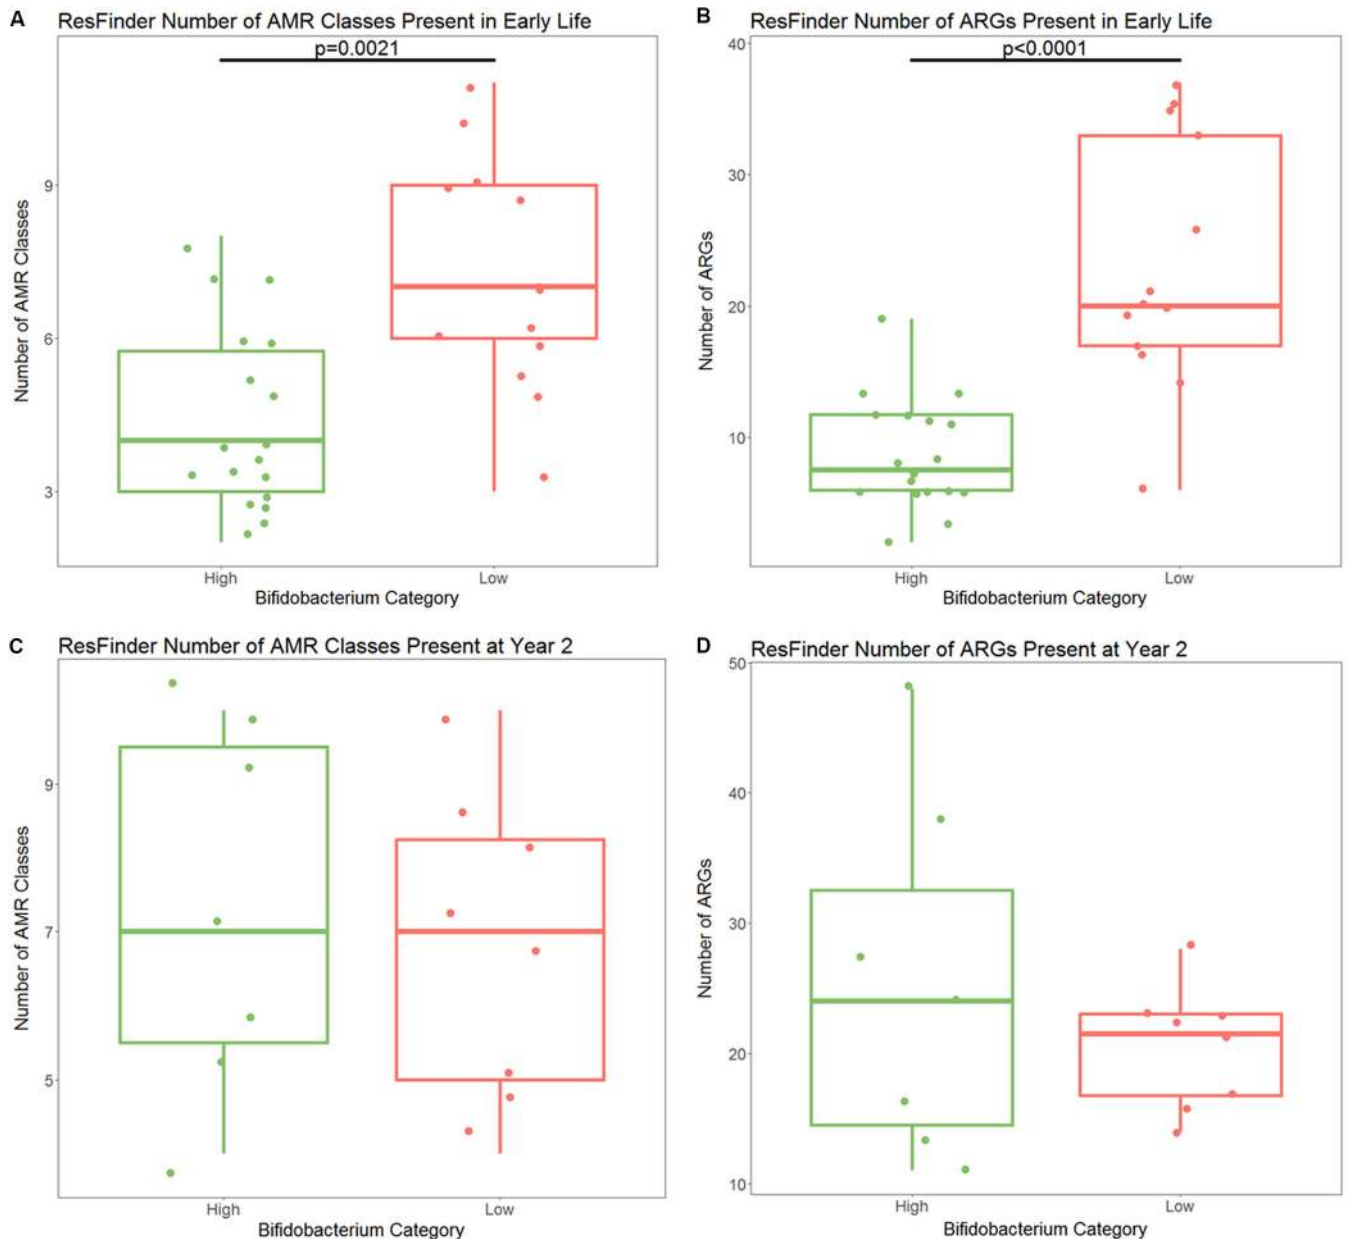 A
ResFinder Number of AMR Classes Present in Early Life
p=0.0021
Number of AMR Classes
9
6
3
High
Low
Bifidobacterium Category
B
ResFinder Number of ARGs Present in Early Life
p<0.0001
Number of ARGs
40
30
20
10
High
Low
Bifidobacterium Category
C
ResFinder Number of AMR Classes Present at Year 2
Number of AMR Classes
9
7
5
High
Low
Bifidobacterium Category
D
ResFinder Number of ARGs Present at Year 2
Number of ARGs
50
40
30
20
10
High
Low
Bifidobacterium Category